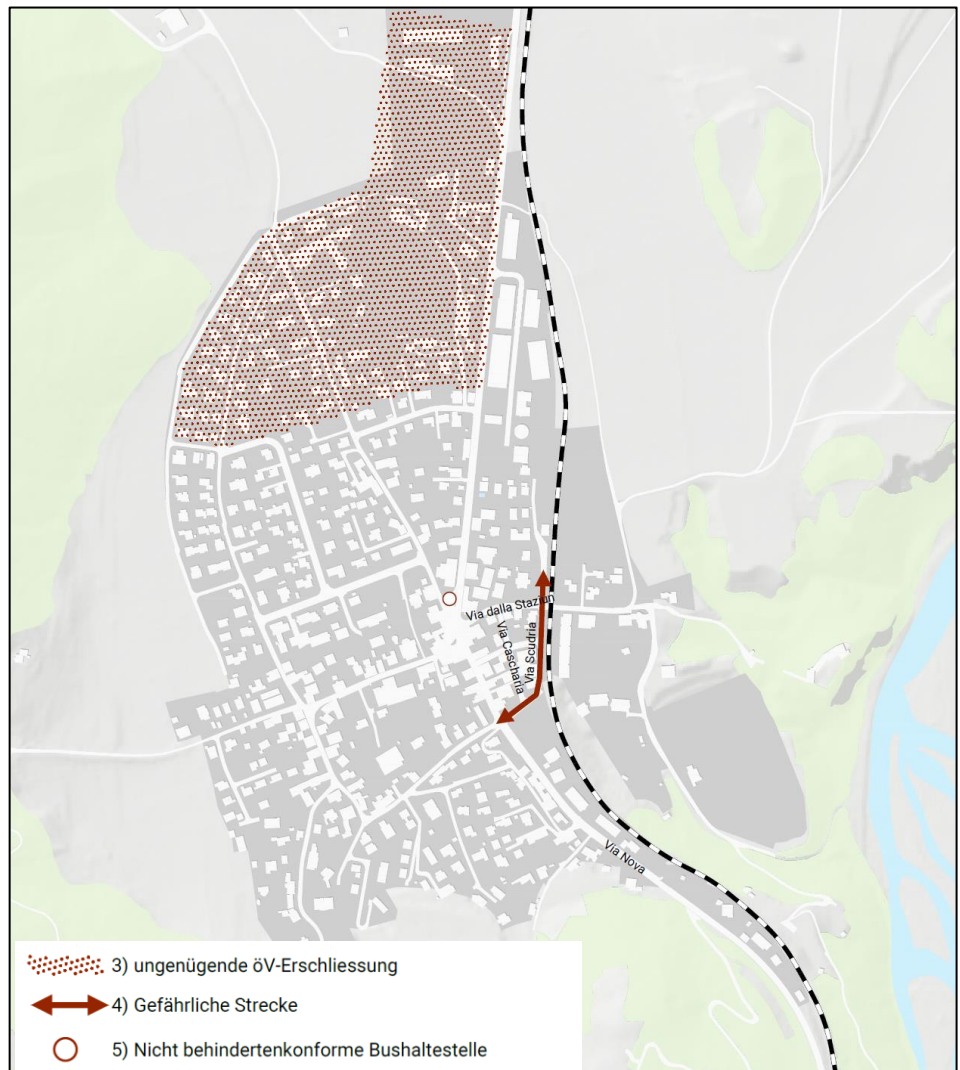 Via dalla Staziun
Via Cascharia
Via Scudria
Via Nova
3) ungenügende öV-Erschliessung
4) Gefährliche Strecke
5) Nicht behindertenkonforme Bushaltestelle